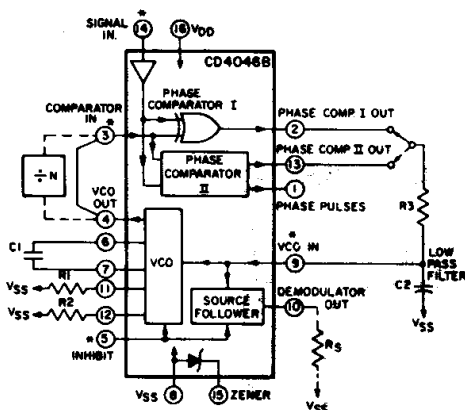 *
SIGNAL IN.
14
16 VDD
CD4046B
PHASE COMPARATOR I
COMPARATOR IN
3 *
2
PHASE COMP. I OUT
PHASE COMPARATOR II
13
PHASE COMP II OUT
1
PHASE PULSES
÷ N
VCO OUT
4
R3
*
VCO IN
9
LOW PASS FILTER
C2
VSS
C1
6
7
VCO
VSS
R1
11
VSS
R2
12
SOURCE FOLLOWER
DEMODULATOR OUT
10
* 5
INHIBIT
RS
VSS
VSS 8
15 ZENER